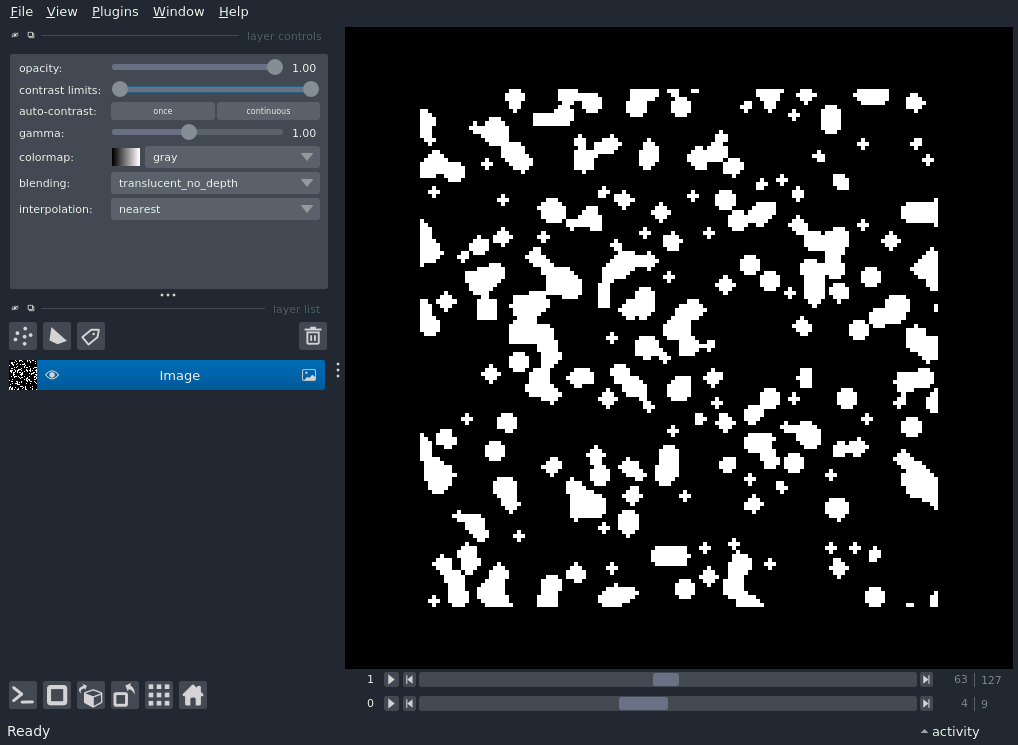 File View Plugins Window Help
layer controls
opacity: 1.00
contrast limits:
auto-contrast: once continuous
gamma: 1.00
colormap: gray
blending: translucent_no_depth
interpolation: nearest
layer list
Image
1 63 127
0 4 9
Ready activity